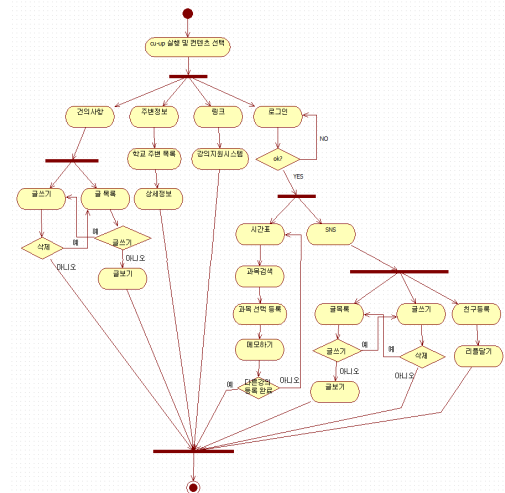 cu-up 실행 및 컨텐츠 선택
건의사항
주변정보
링크
로그인
NO
학교 주변 목록
강의지원시스템
ok?
YES
글쓰기
글 목록
상세정보
예
삭제
예
글쓰기
아니오
아니오
글보기
시간표
SNS
과목검색
과목 선택 등록
글목록
글쓰기
친구등록
메모하기
글쓰기
예
삭제
예
리플달기
아니오
아니오
아니오
예
다른강의
등록 완료
글보기